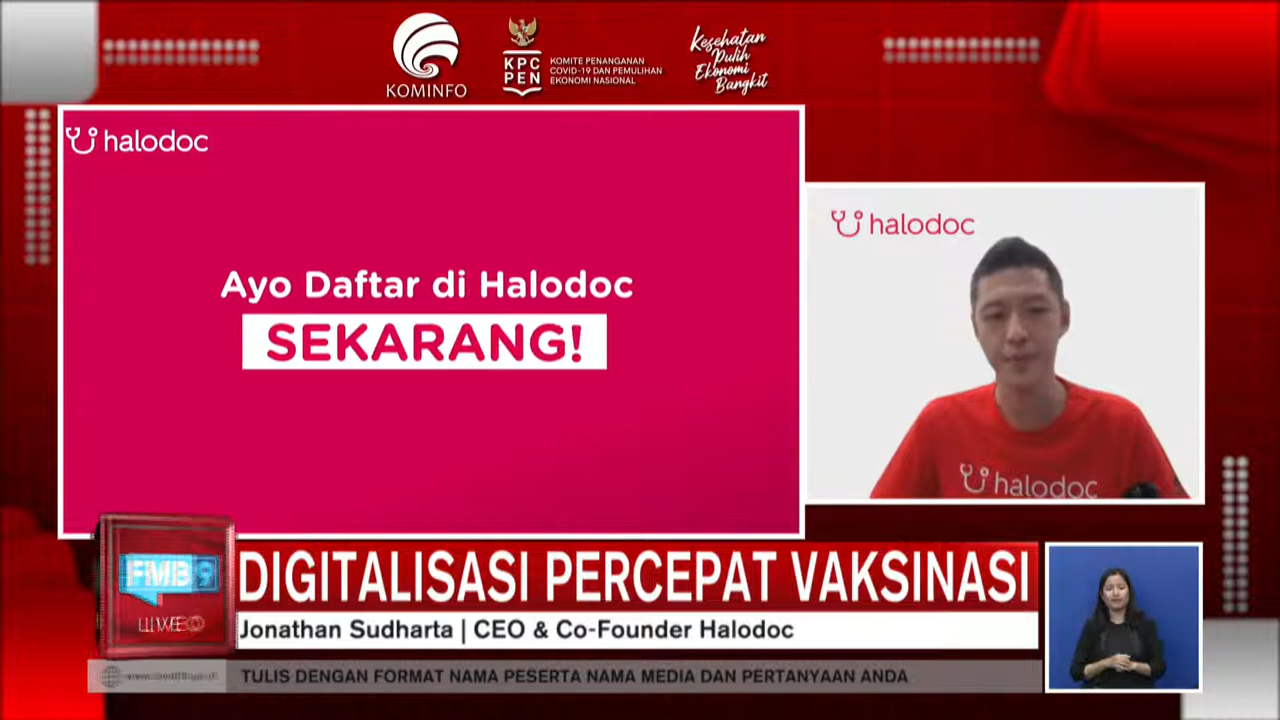 KOMINFO
KPC
PEN
KOMITE PENANGANAN
COVID-19 DAN PEMULIHAN
EKONOMI NASIONAL
Kesehatan
Pulih
Ekonomi
Bangkit
halodoc
Ayo Daftar di Halodoc
SEKARANG!
halodoc
halodoc
FMB 9
DIGITALISASI PERCEPAT VAKSINASI
Jonathan Sudharta | CEO & Co-Founder Halodoc
TULIS DENGAN FORMAT NAMA PESERTA NAMA MEDIA DAN PERTANYAAN ANDA